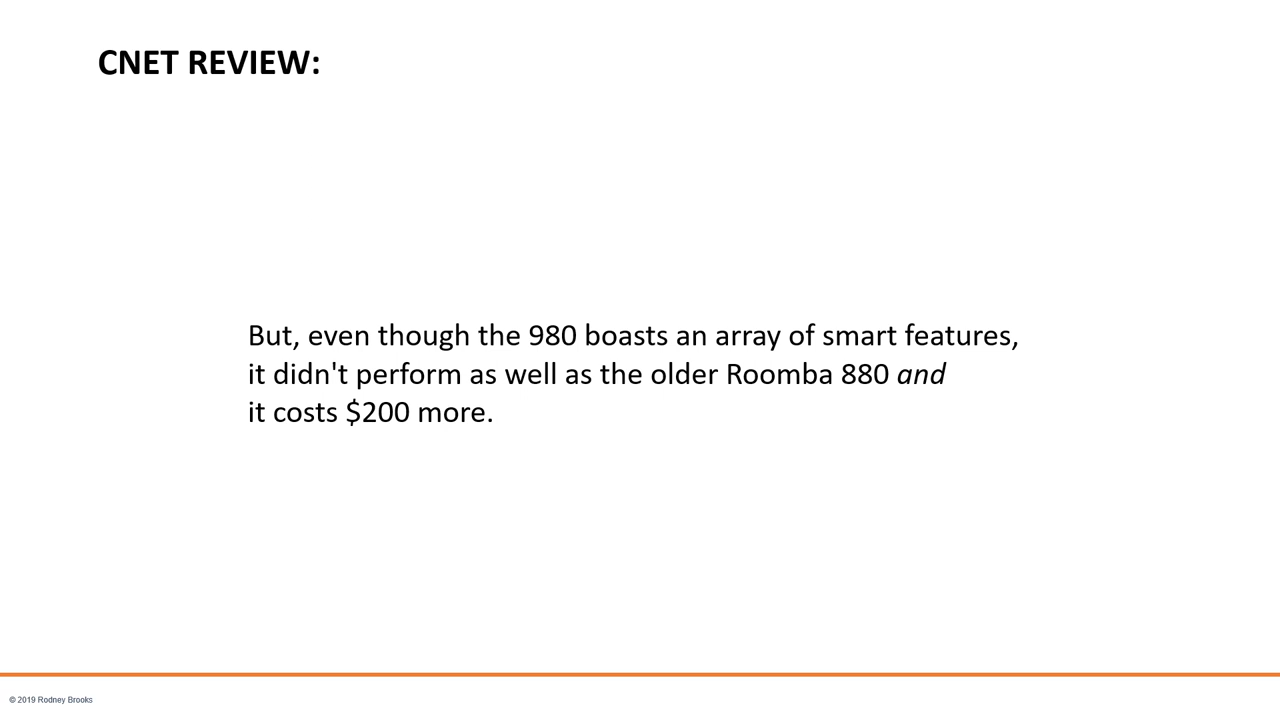 CNET REVIEW:
But, even though the 980 boasts an array of smart features,
it didn't perform as well as the older Roomba 880 and
it costs $200 more.
© 2019 Rodney Brooks